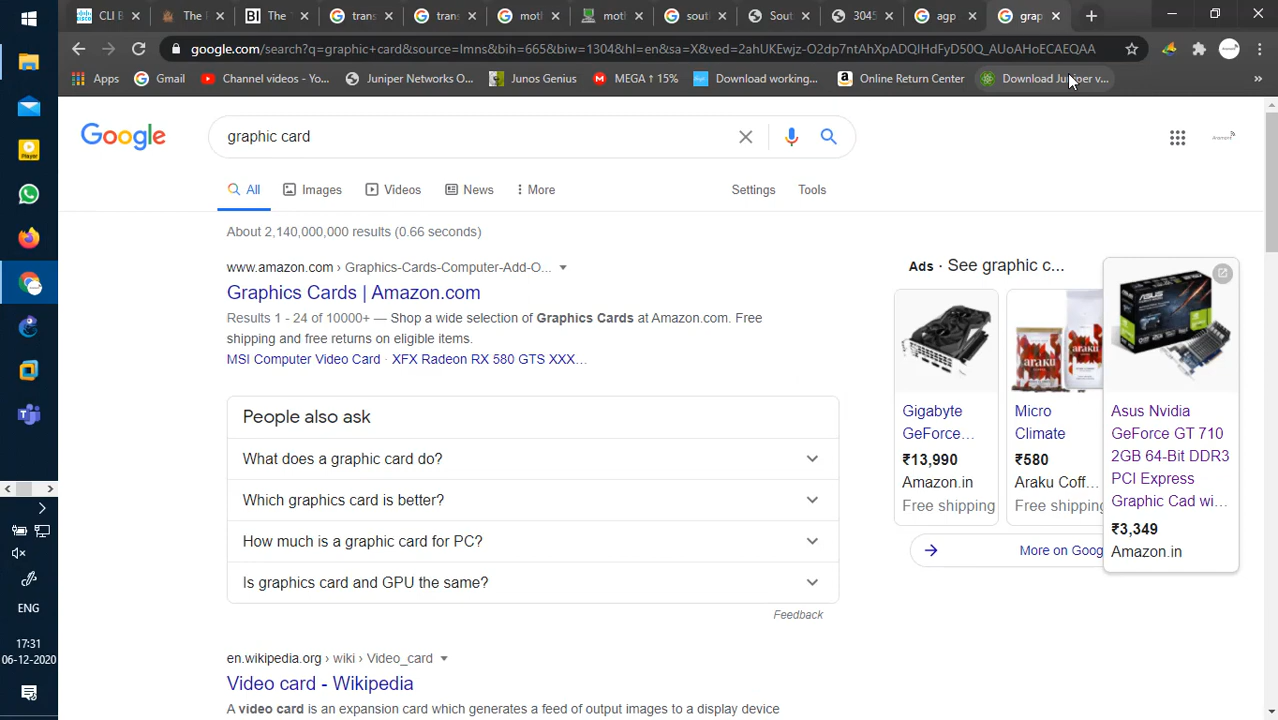 CLI B
The l
BI The
trans
trans
moth
moth
south
Sout
3045
agp
grap
google.com/search?q=graphic+card&source=lmns&bih=665&biw=1304&hl=en&sa=X&ved=2ahUKEwjz-O2dp7ntAhXpADQIHdFyD50Q_AUoAHoECAEQAA
Apps
Gmail
Channel videos - Yo...
Juniper Networks O...
Junos Genius
MEGA ↑ 15%
Download working...
Online Return Center
Download Juniper v...
Google
graphic card
All
Images
Videos
News
More
Settings
Tools
About 2,140,000,000 results (0.66 seconds)
www.amazon.com › Graphics-Cards-Computer-Add-O...
Graphics Cards | Amazon.com
Results 1 - 24 of 10000+ — Shop a wide selection of Graphics Cards at Amazon.com. Free
shipping and free returns on eligible items.
MSI Computer Video Card · XFX Radeon RX 580 GTS XXX...
People also ask
What does a graphic card do?
Which graphics card is better?
How much is a graphic card for PC?
Is graphics card and GPU the same?
Feedback
en.wikipedia.org › wiki › Video_card
Video card - Wikipedia
A video card is an expansion card which generates a feed of output images to a display device
Ads · See graphic c...
Gigabyte
GeForce...
₹13,990
Amazon.in
Free shipping
araku
araku
Micro
Climate
₹580
Araku Coff...
Free shipping
ASUS
Asus Nvidia
GeForce GT 710
2GB 64-Bit DDR3
PCI Express
Graphic Cad wi...
₹3,349
Amazon.in
More on Goog
Player
ENG
17:31
06-12-2020